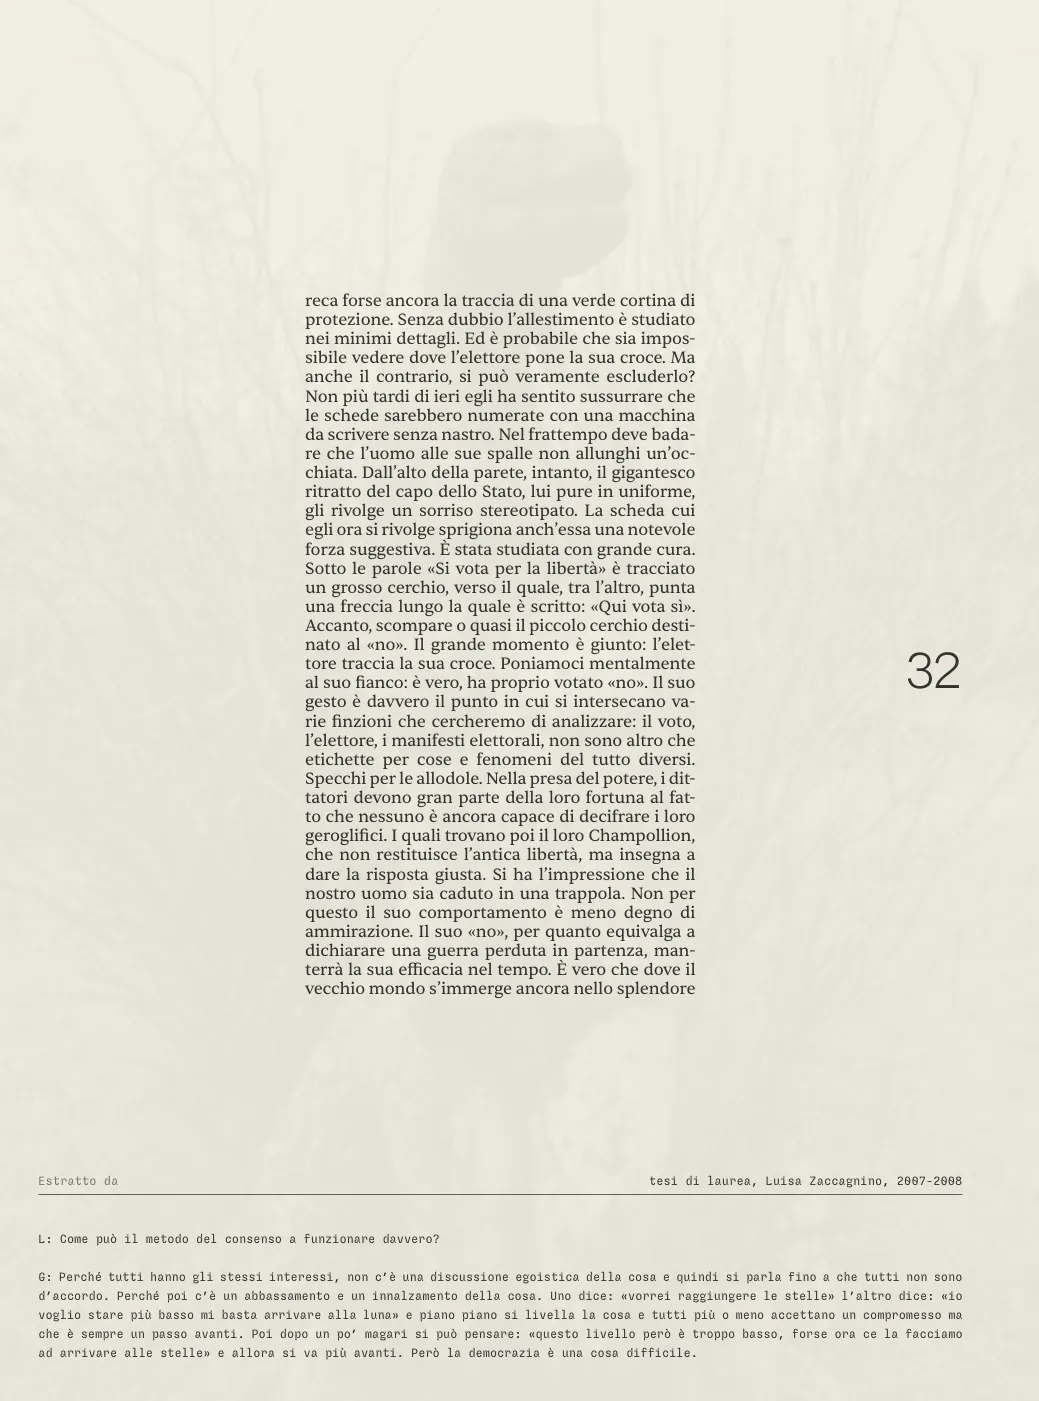 reca forse ancora la traccia di una verde cortina di
protezione. Senza dubbio l’allestimento è studiato
nei minimi dettagli. Ed è probabile che sia impos-
sibile vedere dove l’elettore pone la sua croce. Ma
anche il contrario, si può veramente escluderlo?
Non più tardi di ieri egli ha sentito sussurrare che
le schede sarebbero numerate con una macchina
da scrivere senza nastro. Nel frattempo deve bada-
re che l’uomo alle sue spalle non allunghi un’oc-
chiata. Dall’alto della parete, intanto, il gigantesco
ritratto del capo dello Stato, lui pure in uniforme,
gli rivolge un sorriso stereotipato. La scheda cui
egli ora si rivolge sprigiona anch’essa una notevole
forza suggestiva. È stata studiata con grande cura.
Sotto le parole «Si vota per la libertà» è tracciato
un grosso cerchio, verso il quale, tra l’altro, punta
una freccia lungo la quale è scritto: «Qui vota sì».
Accanto, scompare o quasi il piccolo cerchio desti-
nato al «no». Il grande momento è giunto: l’elet-
tore traccia la sua croce. Poniamoci mentalmente
al suo fianco: è vero, ha proprio votato «no». Il suo
gesto è davvero il punto in cui si intersecano va-
rie finzioni che cercheremo di analizzare: il voto,
l’elettore, i manifesti elettorali, non sono altro che
etichette per cose e fenomeni del tutto diversi.
Specchi per le allodole. Nella presa del potere, i dit-
tatori devono gran parte della loro fortuna al fat-
to che nessuno è ancora capace di decifrare i loro
geroglifici. I quali trovano poi il loro Champollion,
che non restituisce l’antica libertà, ma insegna a
dare la risposta giusta. Si ha l’impressione che il
nostro uomo sia caduto in una trappola. Non per
questo il suo comportamento è meno degno di
ammirazione. Il suo «no», per quanto equivalga a
dichiarare una guerra perduta in partenza, man-
terrà la sua efficacia nel tempo. È vero che dove il
vecchio mondo s’immerge ancora nello splendore
32
Estratto da tesi di laurea, Luisa Zaccagnino, 2007-2008
L: Come può il metodo del consenso a funzionare davvero?
G: Perché tutti hanno gli stessi interessi, non c’è una discussione egoistica della cosa e quindi si parla fino a che tutti non sono
d’accordo. Perché poi c’è un abbassamento e un innalzamento della cosa. Uno dice: «vorrei raggiungere le stelle» l’altro dice: «io
voglio stare più basso mi basta arrivare alla luna» e piano piano si livella la cosa e tutti più o meno accettano un compromesso ma
che è sempre un passo avanti. Poi dopo un po’ magari si può pensare: «questo livello però è troppo basso, forse ora ce la facciamo
ad arrivare alle stelle» e allora si va più avanti. Però la democrazia è una cosa difficile.